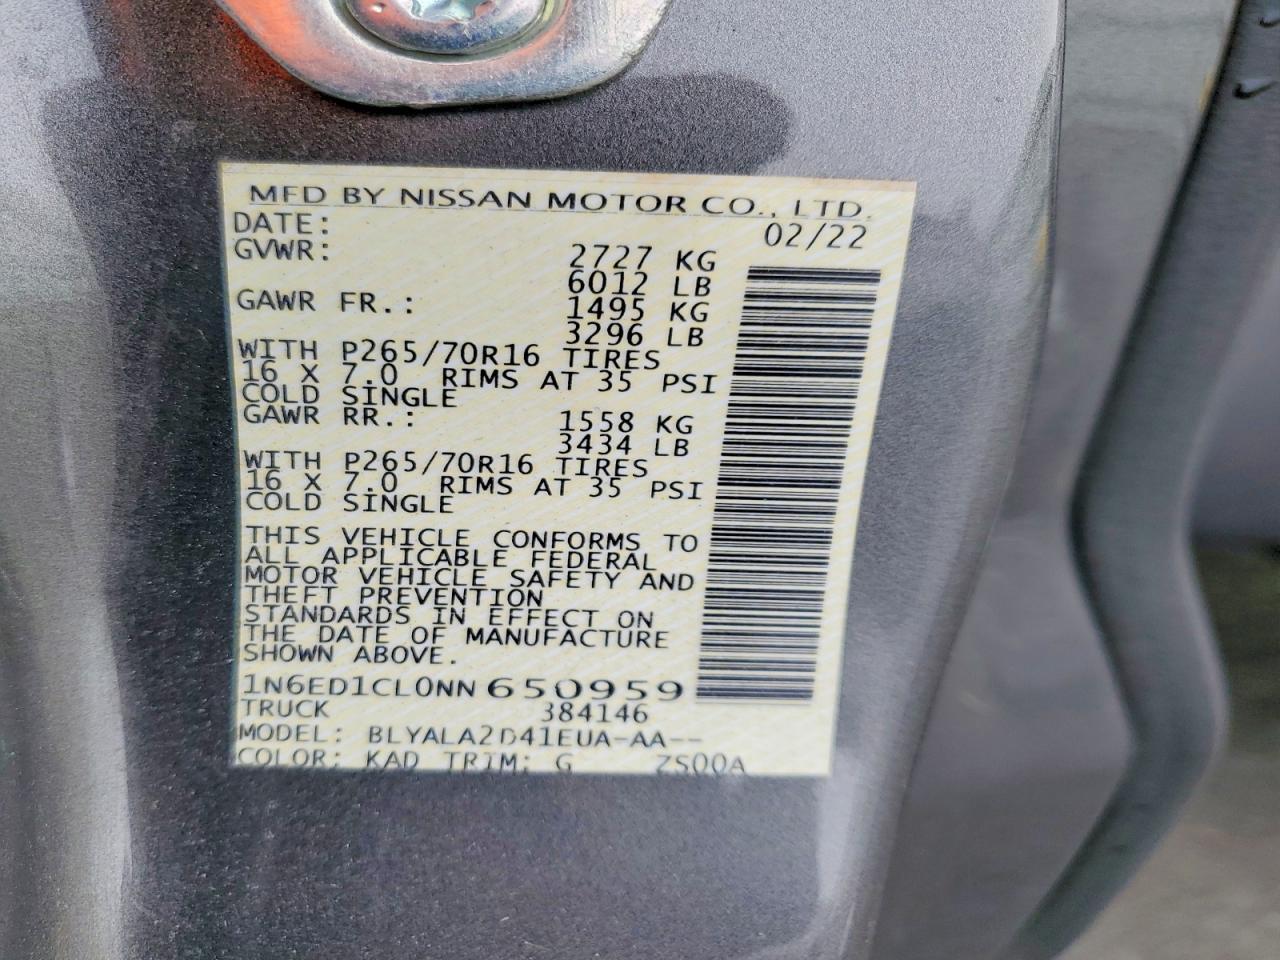 MFD BY NISSAN MOTOR CO., LTD.
DATE: 02/22
GVWR: 2727 KG
6012 LB
GAWR FR.: 1495 KG
3296 LB
WITH P265/70R16 TIRES
16 X 7.0 RIMS AT 35 PSI
COLD SINGLE
GAWR RR.: 1558 KG
3434 LB
WITH P265/70R16 TIRES
16 X 7.0 RIMS AT 35 PSI
COLD SINGLE
THIS VEHICLE CONFORMS TO
ALL APPLICABLE FEDERAL
MOTOR VEHICLE SAFETY AND
THEFT PREVENTION
STANDARDS IN EFFECT ON
THE DATE OF MANUFACTURE
SHOWN ABOVE.
1N6ED1CL0NN650959
TRUCK 384146
MODEL: BLYALA2D41EUA-AA--
COLOR: KAD TRIM: G ZS00A